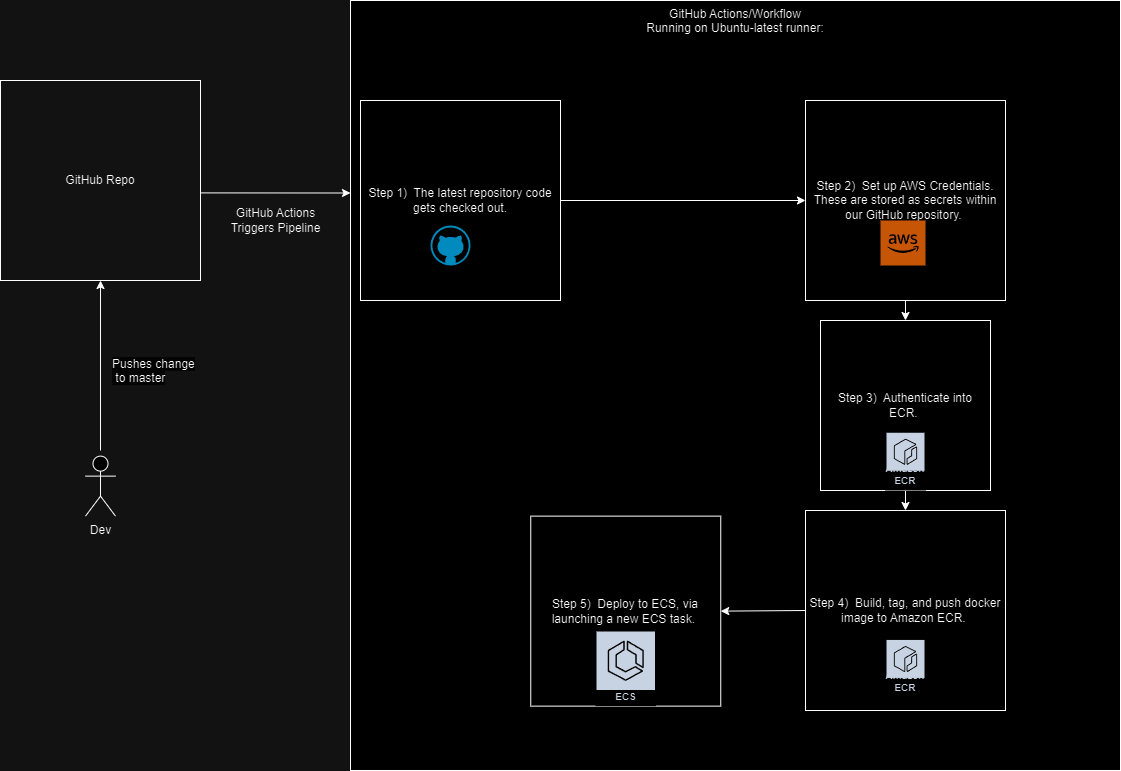 GitHub Actions/Workflow
Running on Ubuntu-latest runner:
GitHub Repo
GitHub Actions
Triggers Pipeline
Pushes change
to master
Dev
Step 1) The latest repository code
gets checked out.
Step 2) Set up AWS Credentials.
These are stored as secrets within
our GitHub repository.
aws
Step 3) Authenticate into
ECR.
ECR
Step 4) Build, tag, and push docker
image to Amazon ECR.
ECR
Step 5) Deploy to ECS, via
launching a new ECS task.
ECS